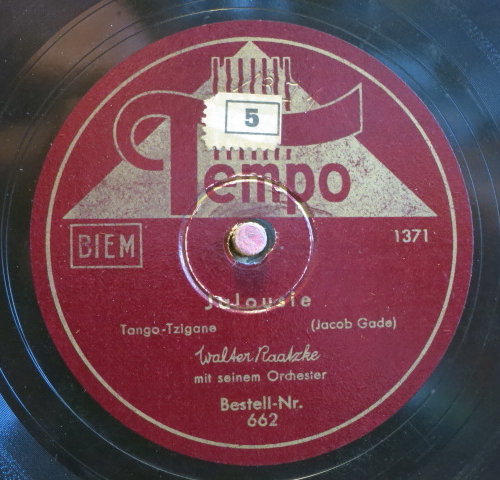 5
Tempo
BIEM
1371
Jalousie
Tango-Tzigane (Jacob Gade)
Walter Raatzke
mit seinem Orchester
Bestell-Nr.
662